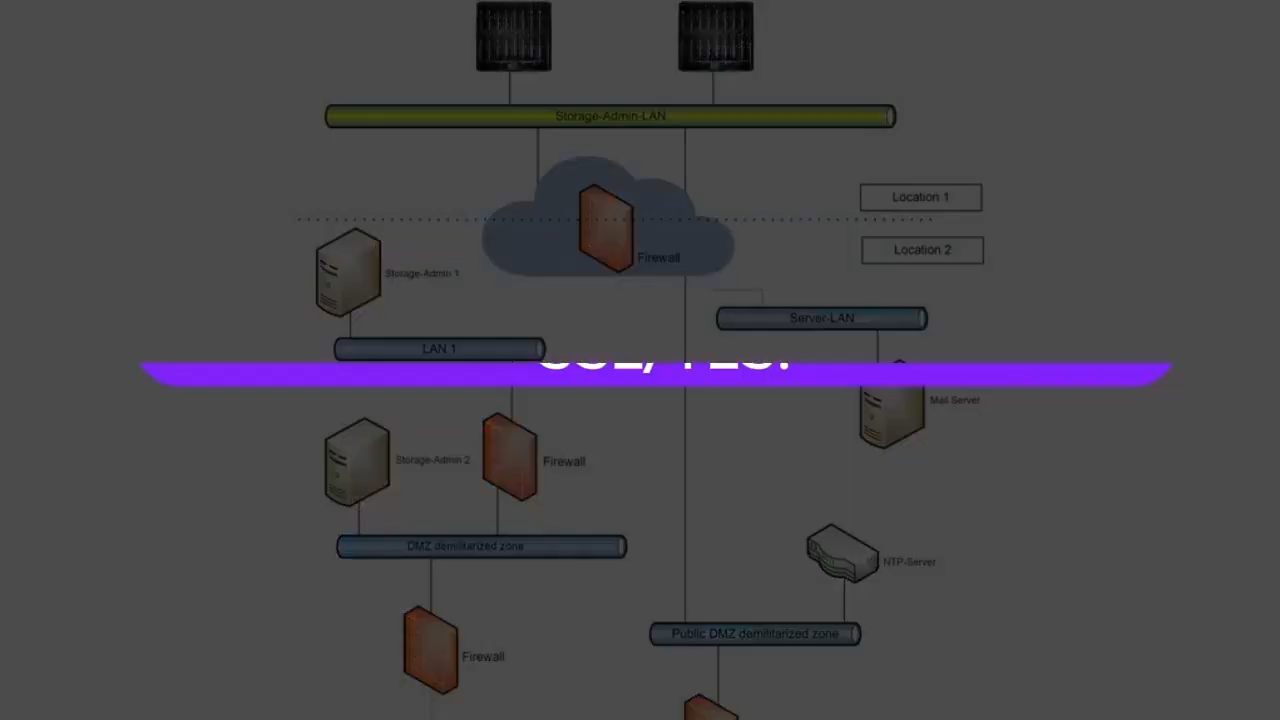 Storage-Admin-LAN
Location 1
Location 2
Firewall
Storage-Admin 1
Server-LAN
LAN 1
Mail Server
Storage-Admin 2
Firewall
DMZ demilitarized zone
NTP-Server
Public DMZ demilitarized zone
Firewall